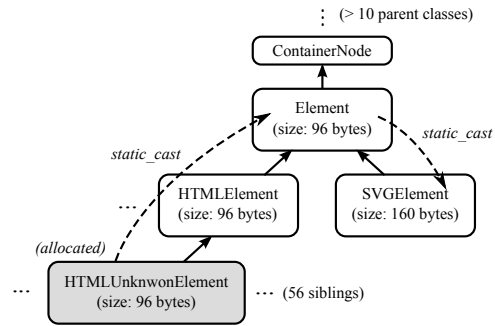 ⋮ (> 10 parent classes)
ContainerNode
Element
(size: 96 bytes)
static_cast
static_cast
... HTMLElement
(size: 96 bytes)
SVGElement
(size: 160 bytes)
(allocated)
... HTMLUnknwonElement
(size: 96 bytes)
... (56 siblings)